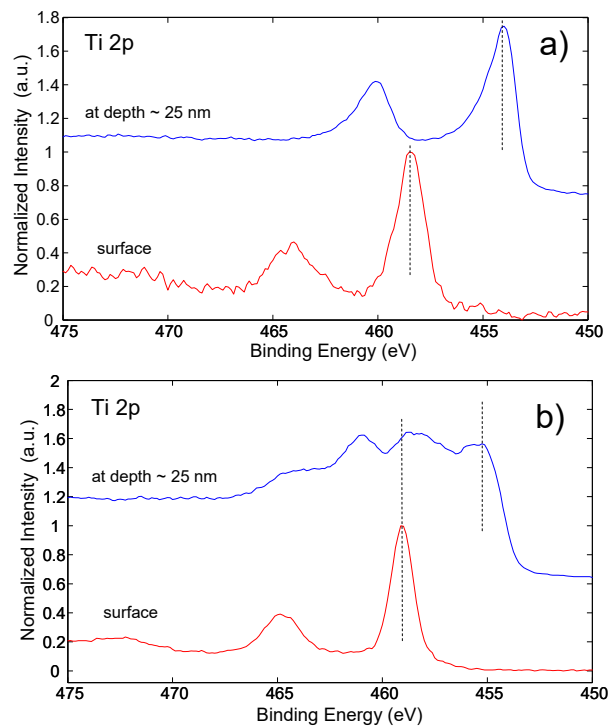 Ti 2p
a)
at depth ~ 25 nm
surface
Normalized Intensity (a.u.)
1.8
1.6
1.4
1.2
1
0.8
0.6
0.4
0.2
0
475 470 465 460 455 450
Binding Energy (eV)
Ti 2p
b)
at depth ~ 25 nm
surface
Normalized Intensity (a.u.)
2
1.8
1.6
1.4
1.2
1
0.8
0.6
0.4
0.2
0
475 470 465 460 455 450
Binding Energy (eV)